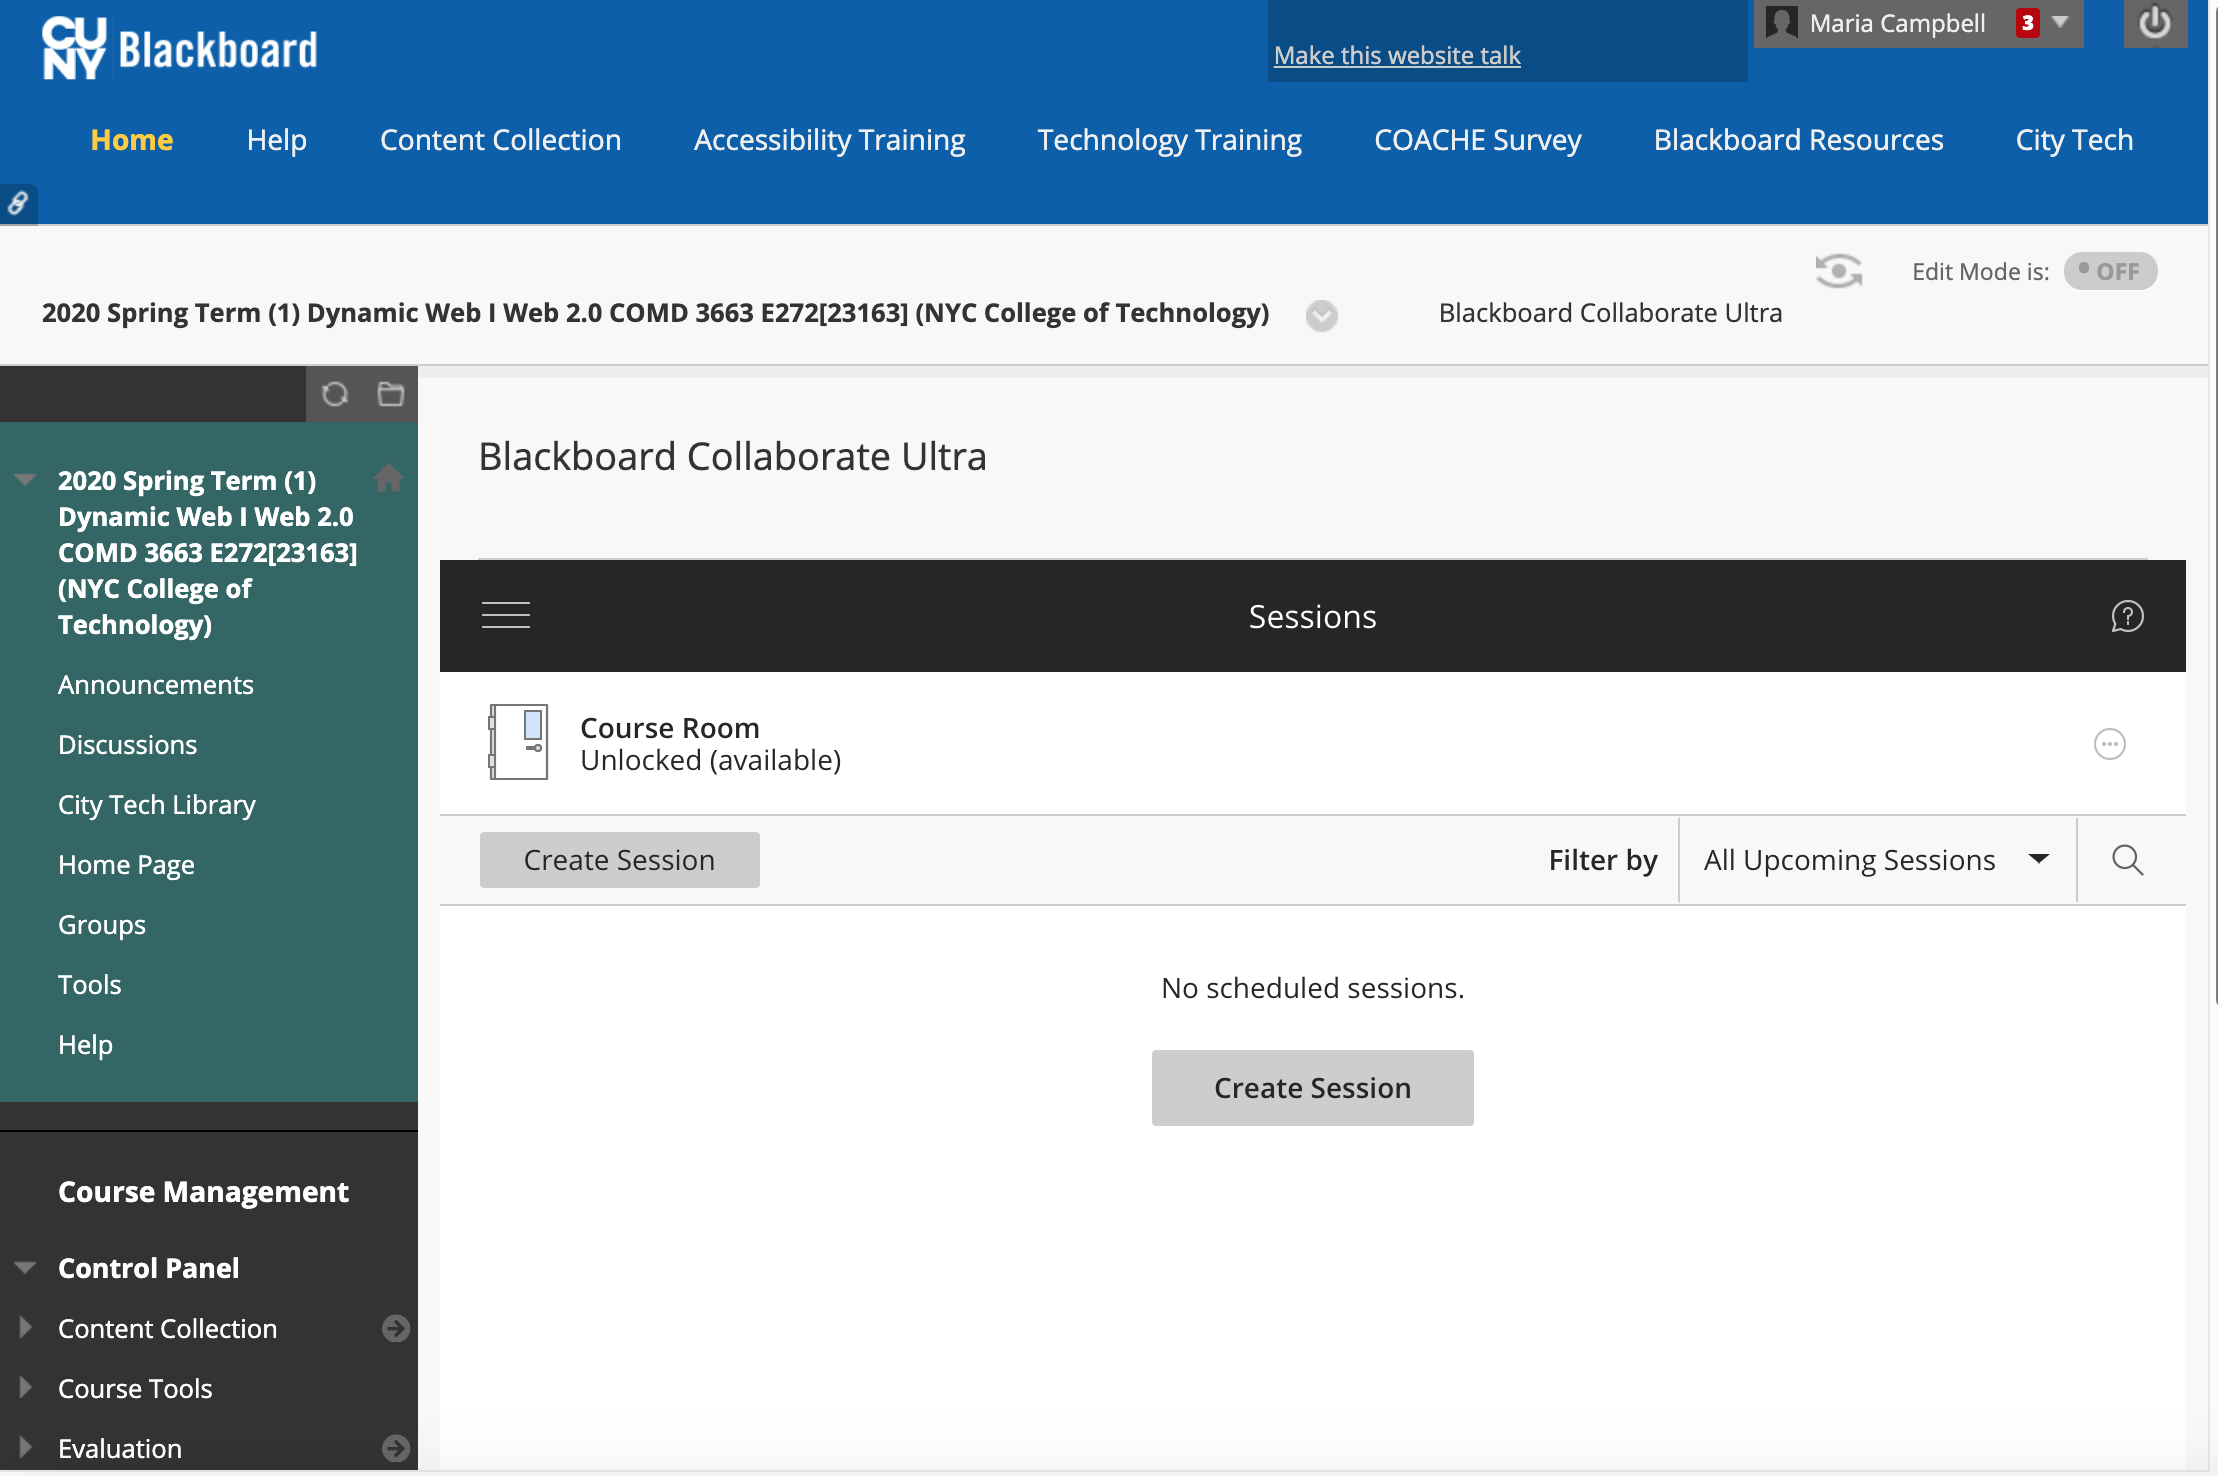 CU
NY Blackboard
Make this website talk
Maria Campbell 3
Home Help Content Collection Accessibility Training Technology Training COACHE Survey Blackboard Resources City Tech
Edit Mode is: OFF
2020 Spring Term (1) Dynamic Web I Web 2.0 COMD 3663 E272[23163] (NYC College of Technology) Blackboard Collaborate Ultra
2020 Spring Term (1)
Dynamic Web I Web 2.0
COMD 3663 E272[23163]
(NYC College of
Technology)
Announcements
Discussions
City Tech Library
Home Page
Groups
Tools
Help
Course Management
Control Panel
Content Collection
Course Tools
Evaluation
Blackboard Collaborate Ultra
Sessions
?
Course Room
Unlocked (available)
Create Session Filter by All Upcoming Sessions
No scheduled sessions.
Create Session